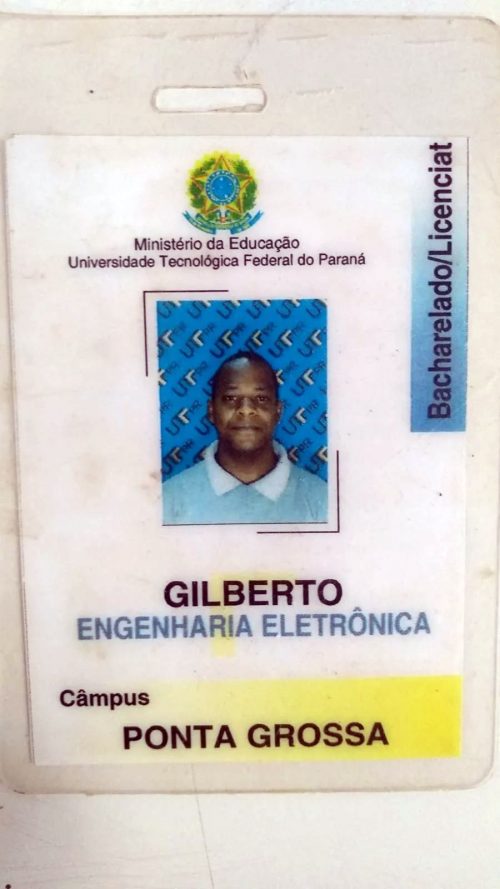 Ministério da Educação
Universidade Tecnológica Federal do Paraná
Bacharelado/Licenciat
GILBERTO
ENGENHARIA ELETRÔNICA
Câmpus
PONTA GROSSA